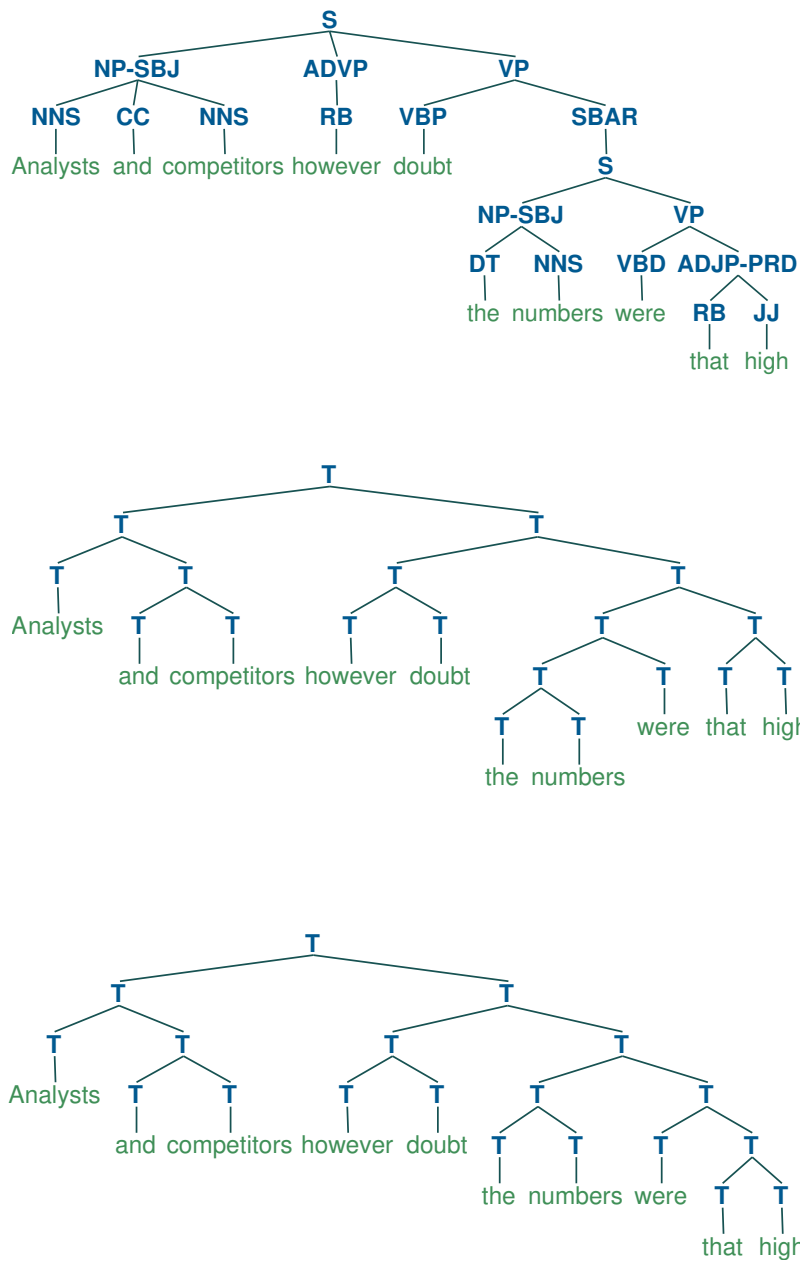 S
NP-SBJ ADVP VP
NNS CC NNS RB VBP SBAR
Analysts and competitors however doubt
S
NP-SBJ VP
DT NNS VBD ADJP-PRD
the numbers were RB JJ
that high
T
T T
T T T T
Analysts T T T T T T
and competitors however doubt T T T T
T T were that high
the numbers
T
T T
T T T T
Analysts T T T T T T
and competitors however doubt T T T T
the numbers were T T
that high